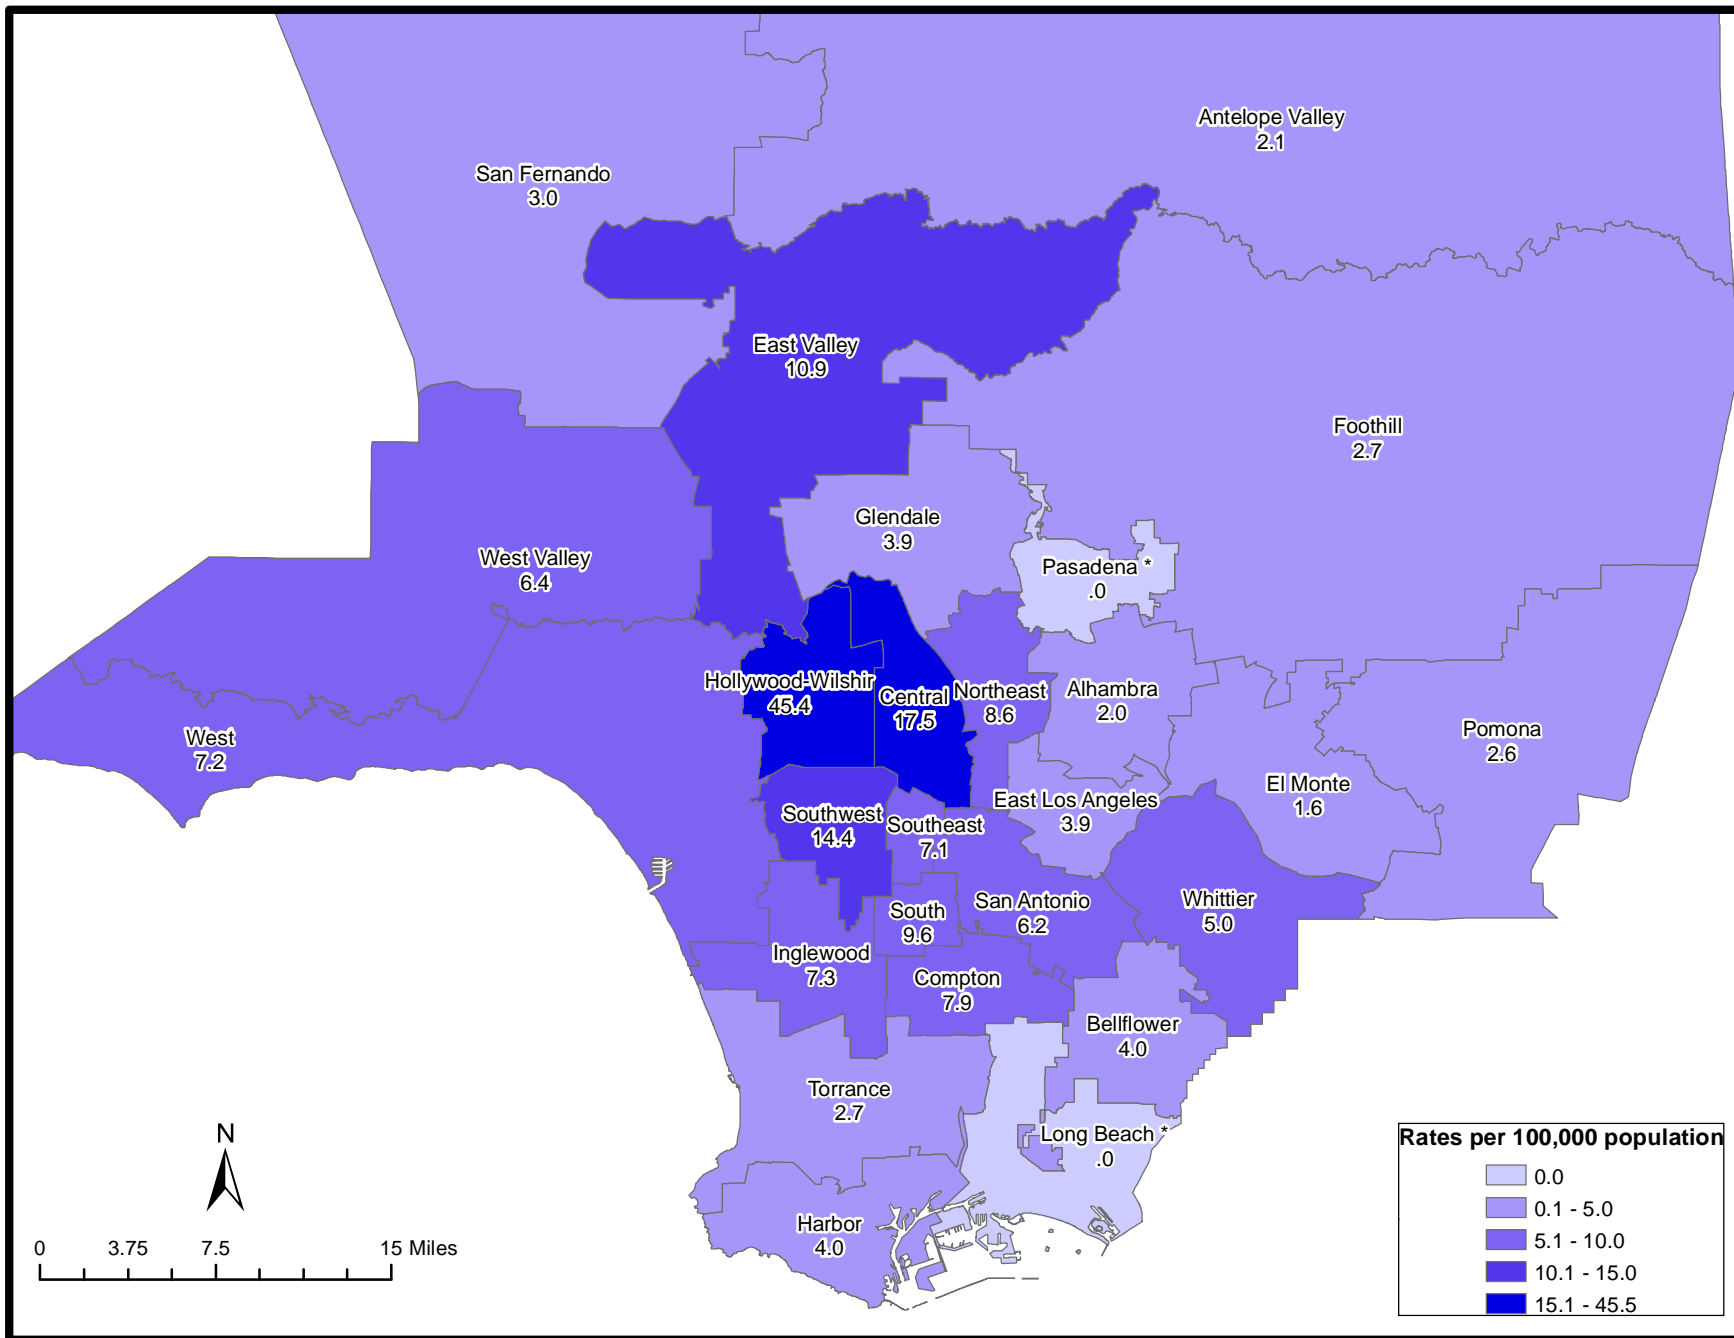 Antelope Valley
2.1
San Fernando
3.0
East Valley
10.9
Foothill
2.7
Glendale
3.9
West Valley
6.4
Pasadena *
.0
Hollywood-Wilshir
45.4
Central
17.5
Northeast
8.6
Alhambra
2.0
West
7.2
Pomona
2.6
El Monte
1.6
East Los Angeles
3.9
Southwest
14.4
Southeast
7.1
San Antonio
6.2
Whittier
5.0
South
9.6
Inglewood
7.3
Compton
7.9
Bellflower
4.0
Torrance
2.7
Long Beach *
.0
Harbor
4.0
N
0 3.75 7.5 15 Miles
Rates per 100,000 population
0.0
0.1 - 5.0
5.1 - 10.0
10.1 - 15.0
15.1 - 45.5